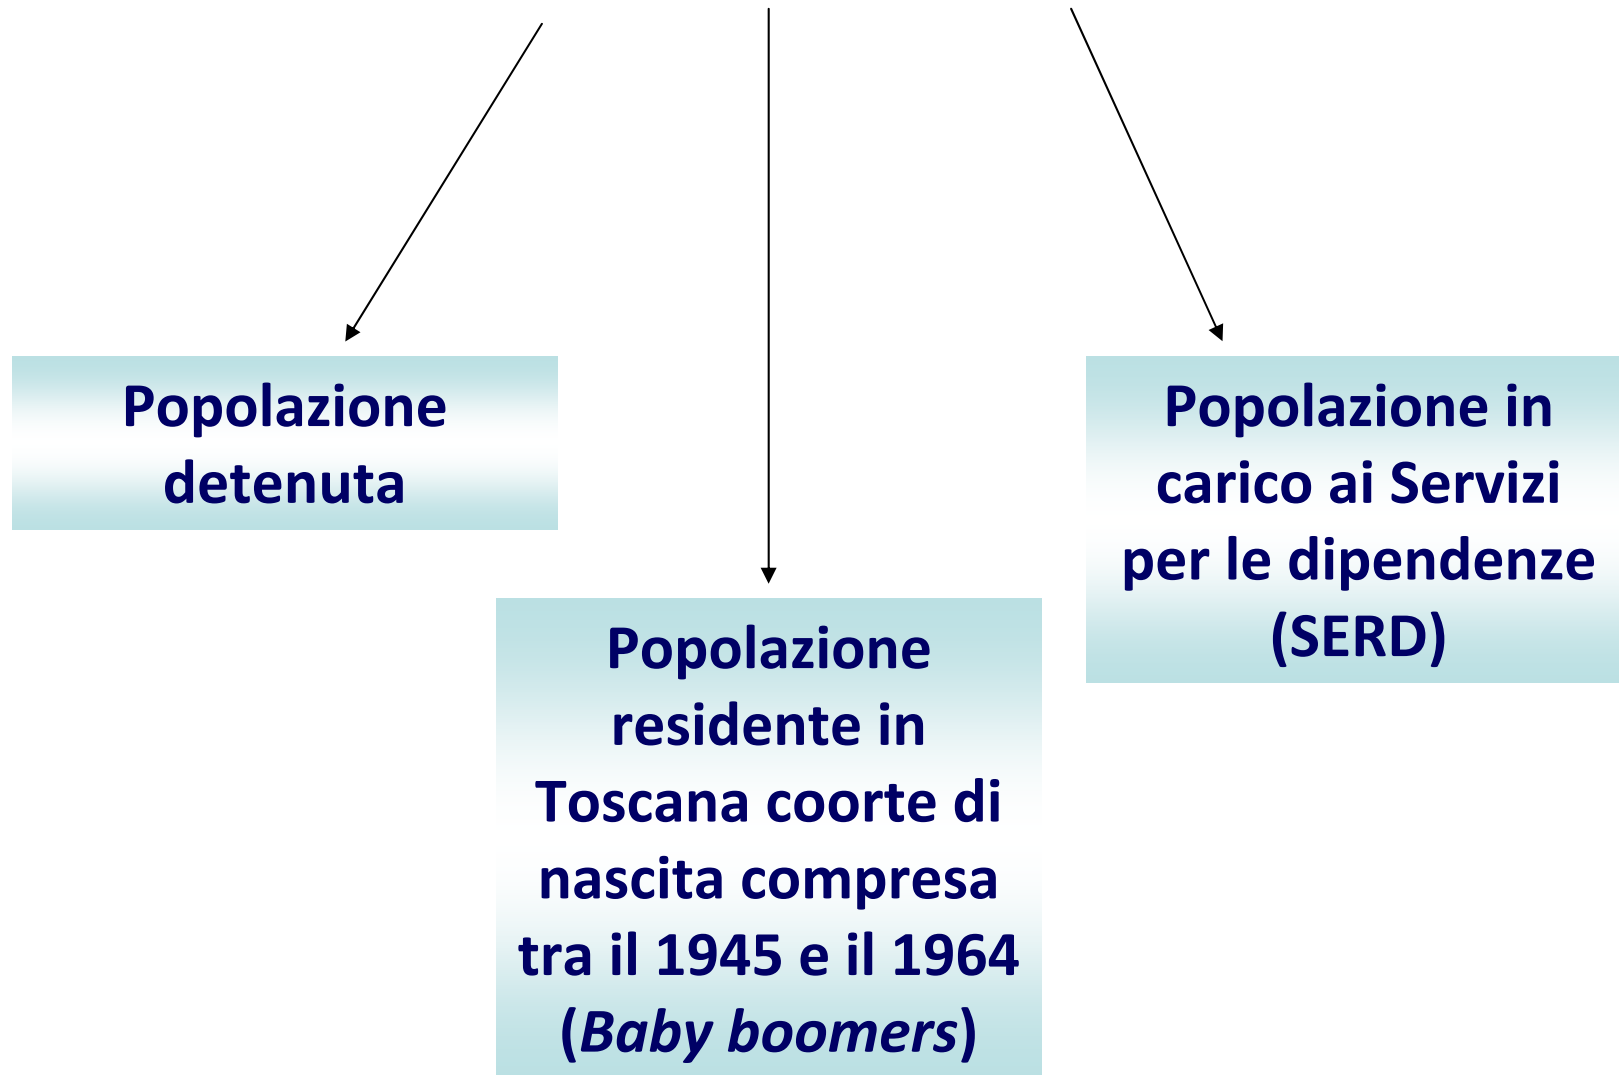 Popolazione
detenuta
Popolazione
residente in
Toscana coorte di
nascita compresa
tra il 1945 e il 1964
(Baby boomers)
Popolazione in
carico ai Servizi
per le dipendenze
(SERD)